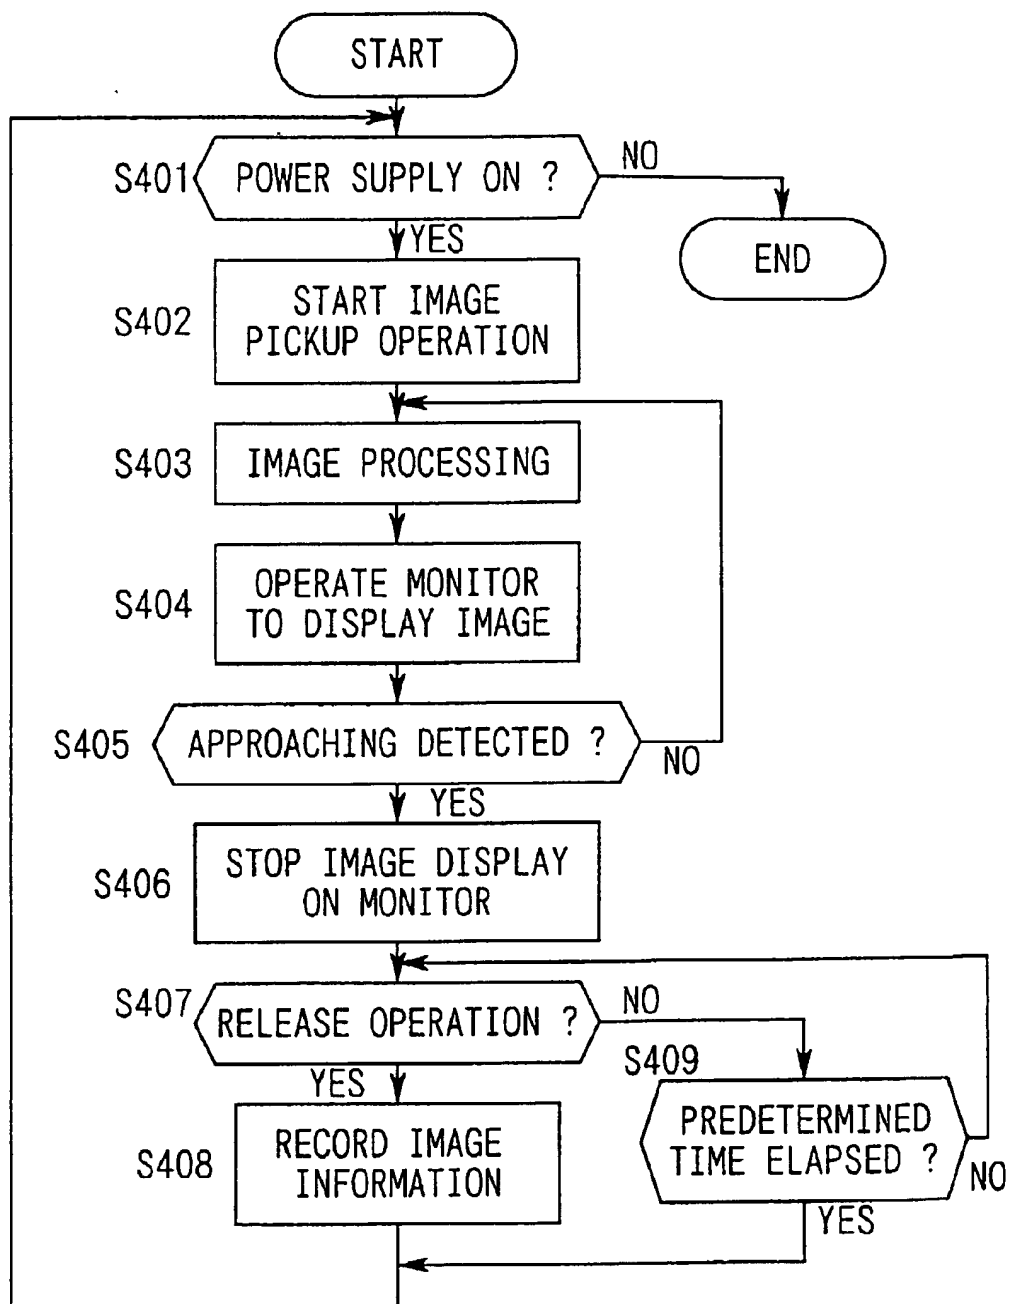 START
S401
POWER SUPPLY ON ?
NO
YES
END
S402
START IMAGE
PICKUP OPERATION
S403
IMAGE PROCESSING
S404
OPERATE MONITOR
TO DISPLAY IMAGE
S405
APPROACHING DETECTED ?
NO
YES
S406
STOP IMAGE DISPLAY
ON MONITOR
S407
RELEASE OPERATION ?
NO
YES
S409
PREDETERMINED
TIME ELAPSED ?
NO
YES
S408
RECORD IMAGE
INFORMATION